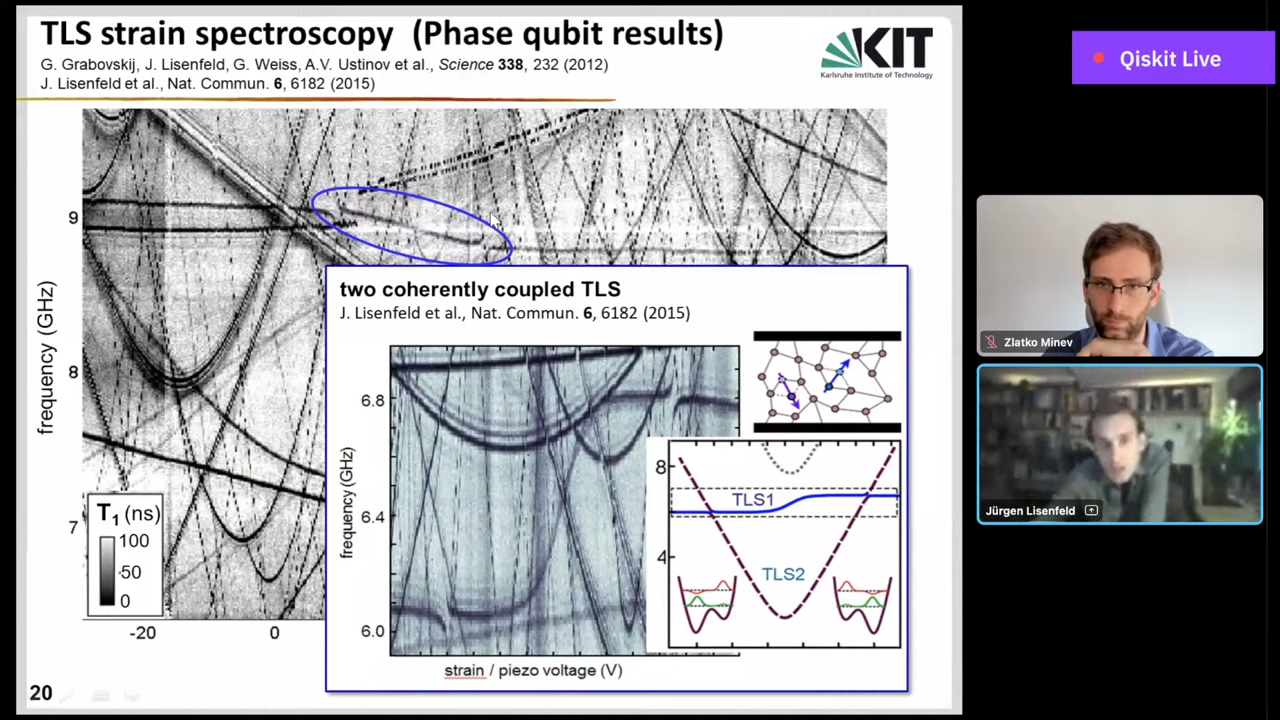 TLS strain spectroscopy (Phase qubit results)
G. Grabovskij, J. Lisenfeld, G. Weiss, A.V. Ustinov et al., Science 338, 232 (2012)
J. Lisenfeld et al., Nat. Commun. 6, 6182 (2015)
KIT
Karlsruhe Institute of Technology
Qiskit Live
frequency (GHz)
9
8
7
T1 (ns)
100
50
0
-20
0
two coherently coupled TLS
J. Lisenfeld et al., Nat. Commun. 6, 6182 (2015)
frequency (GHz)
6.8
6.4
6.0
strain / piezo voltage (V)
8
4
TLS1
TLS2
Zlatko Minev
Jürgen Lisenfeld
20